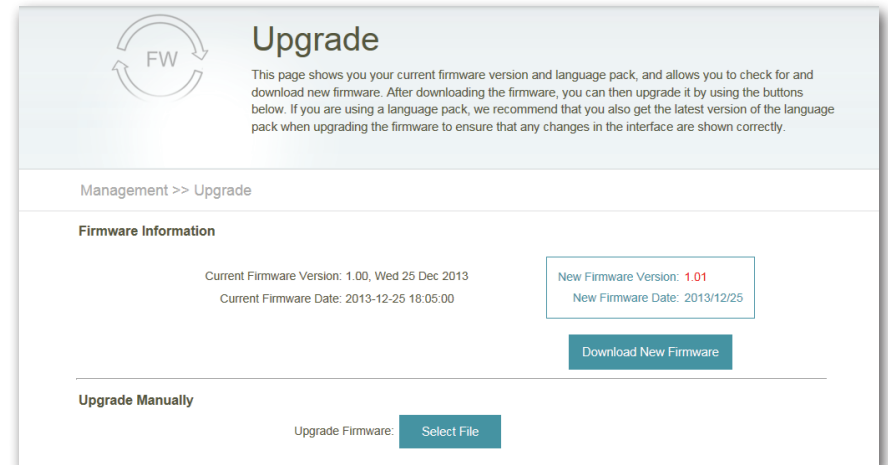 FW
Upgrade
This page shows you your current firmware version and language pack, and allows you to check for and
download new firmware. After downloading the firmware, you can then upgrade it by using the buttons
below. If you are using a language pack, we recommend that you also get the latest version of the language
pack when upgrading the firmware to ensure that any changes in the interface are shown correctly.
Management >> Upgrade
Firmware Information
Current Firmware Version: 1.00, Wed 25 Dec 2013
Current Firmware Date: 2013-12-25 18:05:00
New Firmware Version: 1.01
New Firmware Date: 2013/12/25
Download New Firmware
Upgrade Manually
Upgrade Firmware: Select File